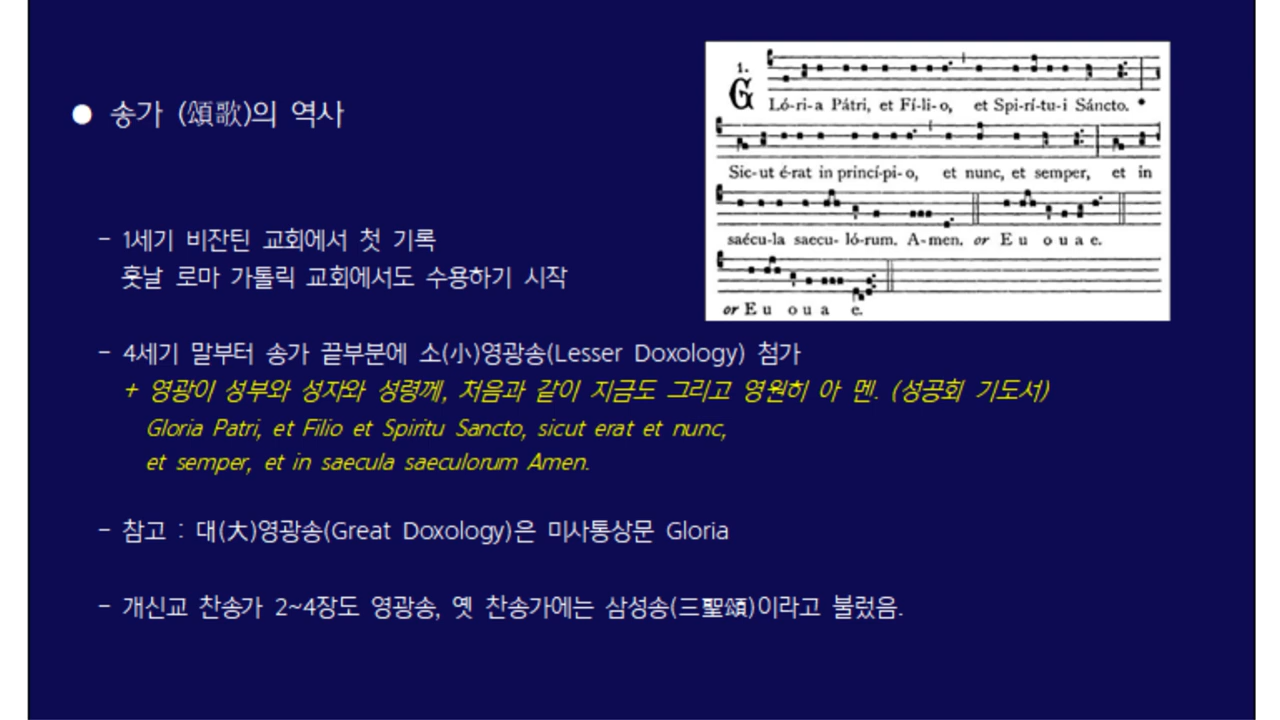 ● 송가 (頌歌)의 역사
1.
GLó-ri-a Pátri, et Fí-li-o, et Spi-rí-tu-i Sáncto. *
Sic-ut é-rat in princí-pi-o, et nunc, et semper, et in
saécu-la saecu- ló-rum. A-men. or E u o u a e.
or E u o u a e.
- 1세기 비잔틴 교회에서 첫 기록
훗날 로마 가톨릭 교회에서도 수용하기 시작
- 4세기 말부터 송가 끝부분에 소(小)영광송(Lesser Doxology) 첨가
+ 영광이 성부와 성자와 성령께, 처음과 같이 지금도 그리고 영원히 아 멘. (성공회 기도서)
Gloria Patri, et Filio et Spiritu Sancto, sicut erat et nunc,
et semper, et in saecula saeculorum Amen.
- 참고 : 대(大)영광송(Great Doxology)은 미사통상문 Gloria
- 개신교 찬송가 2~4장도 영광송, 옛 찬송가에는 삼성송(三聖頌)이라고 불렀음.